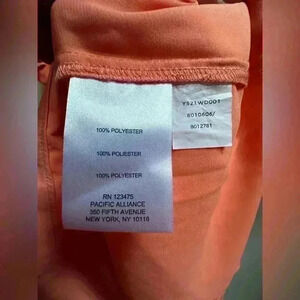 100% POLYESTER
100% POLIESTER
100% POLYESTER
RN 123475
PACIFIC ALLIANCE
350 FIFTH AVENUE
NEW YORK, NY 10118
YS21WD001
8010606/
8012781